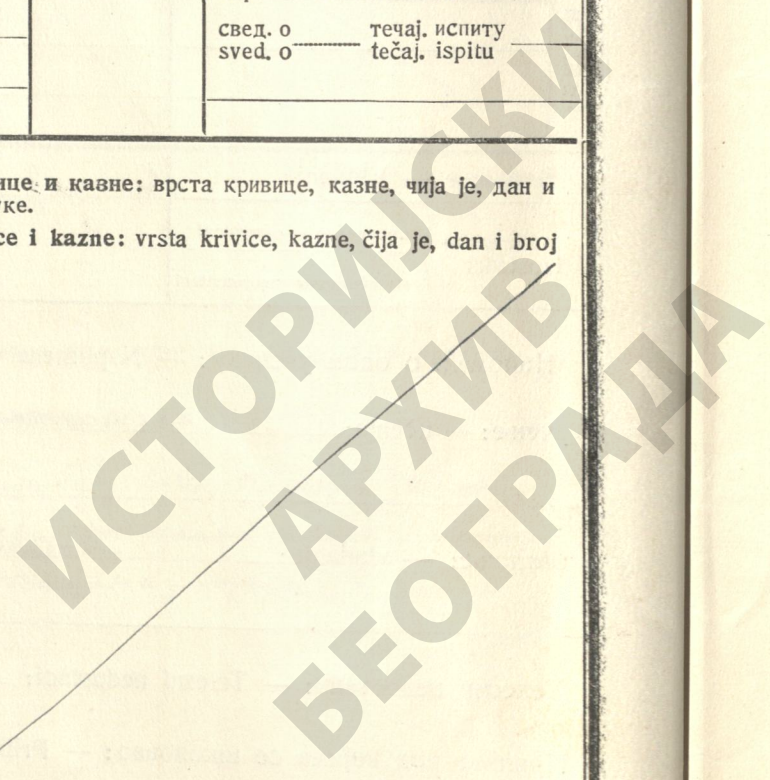 свед. о течај. испиту
sved. o tečaj. ispitu
ице и казне: врста кривице, казне, чија је, дан и
уке.
ce i kazne: vrsta krivice, kazne, čija je, dan i broj
ИСТОРИЈСКИ
АРХИВ
БЕОГРАДА